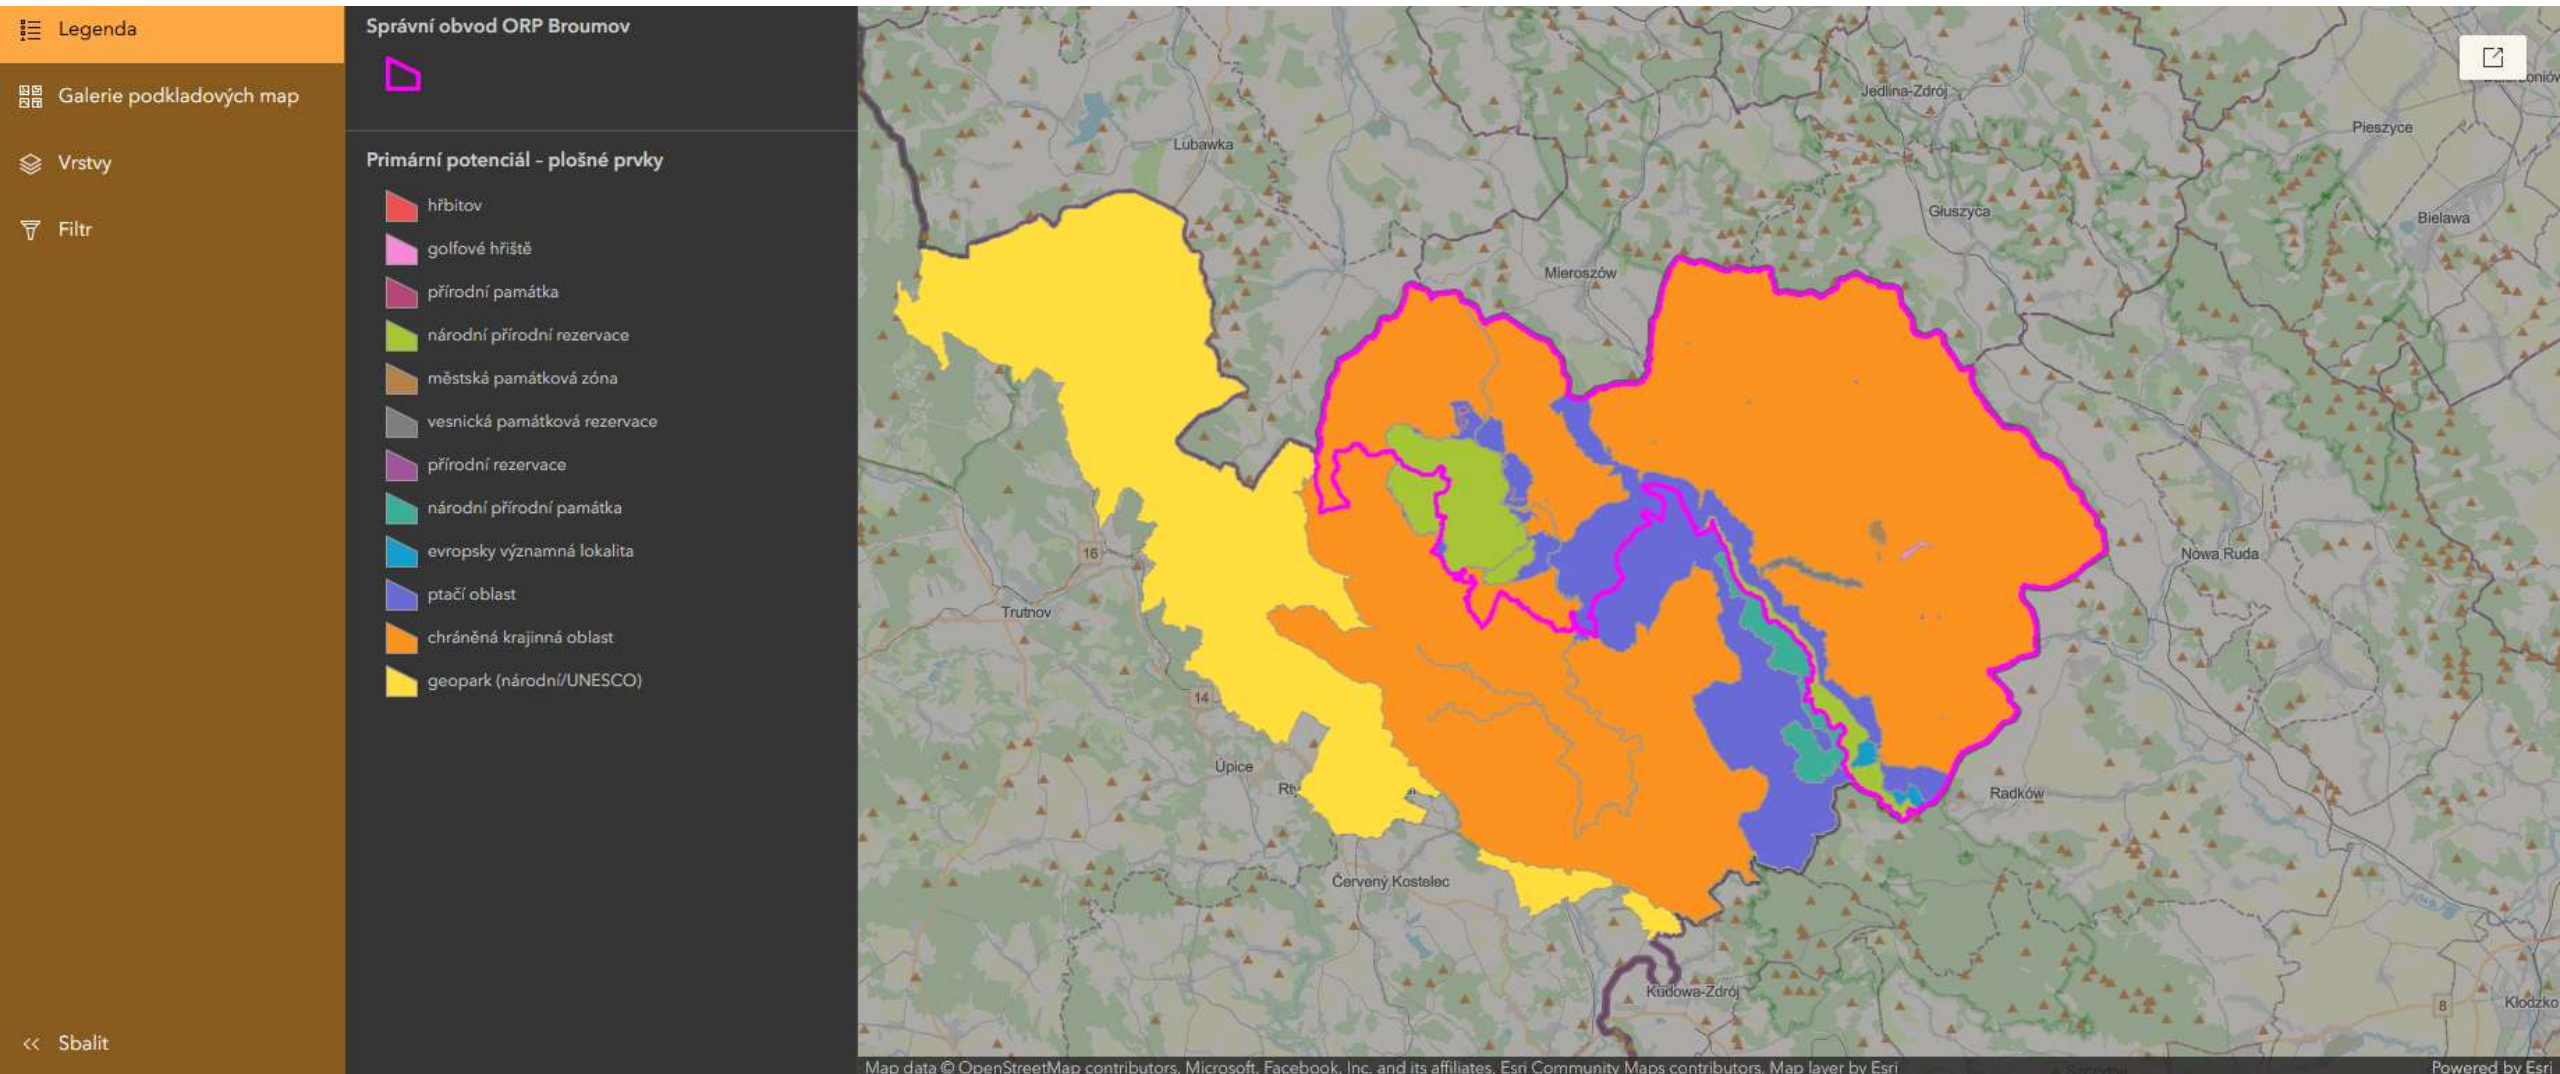 Legenda
Galerie podkladových map
Vrstvy
Filtr
Sbalit
Správní obvod ORP Broumov
Primární potenciál – plošné prvky
hřbitov
golfové hřiště
přírodní památka
národní přírodní rezervace
městská památková zóna
vesnická památková rezervace
přírodní rezervace
národní přírodní památka
evropsky významná lokalita
ptačí oblast
chráněná krajinná oblast
geopark (národní/UNESCO)
Jedlina-Zdrój
Pieszyce
Lubawka
Głuszyca
Bielawa
Mieroszów
16
Nowa Ruda
Trutnov
14
Úpice
Radków
Červený Kostelec
Kudowa-Zdrój
8
Kłodzko
Map data © OpenStreetMap contributors, Microsoft, Facebook, Inc. and its affiliates, Esri Community Maps contributors, Map layer by Esri
Powered by Esri